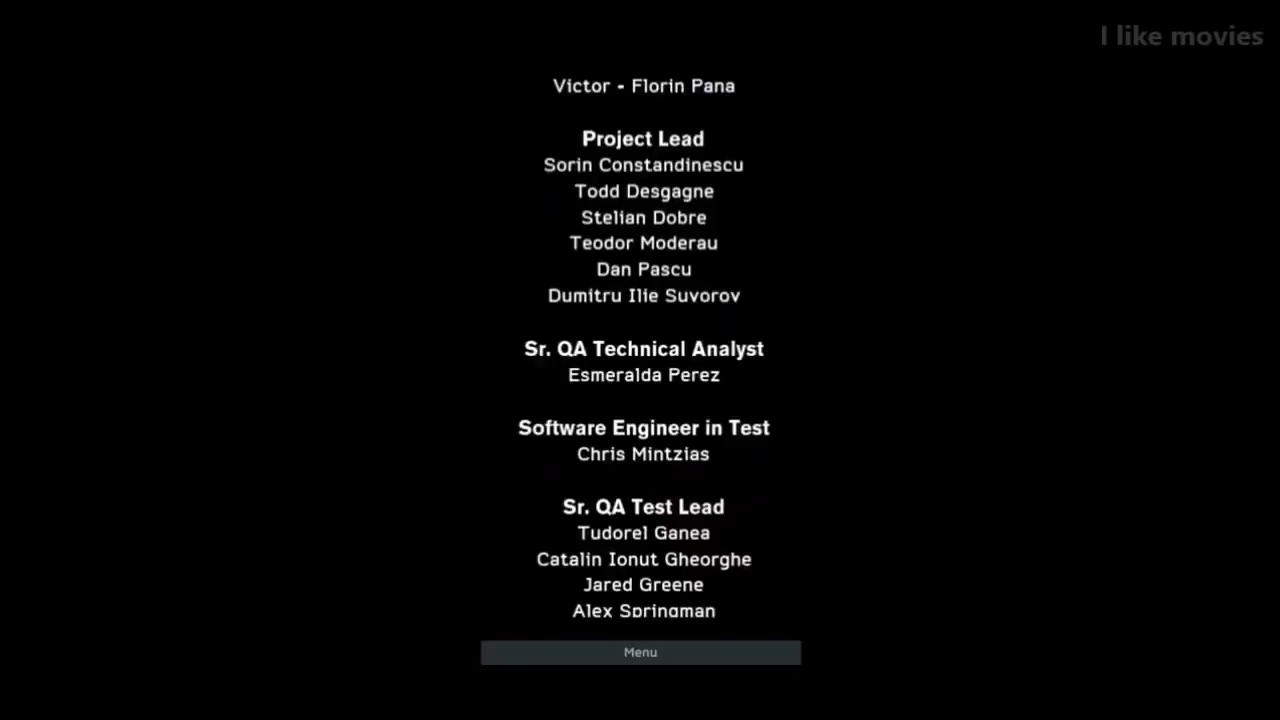 I like movies
Victor - Florin Pana
Project Lead
Sorin Constandinescu
Todd Desgagne
Stelian Dobre
Teodor Moderau
Dan Pascu
Dumitru Ilie Suvorov
Sr. QA Technical Analyst
Esmeralda Perez
Software Engineer in Test
Chris Mintzias
Sr. QA Test Lead
Tudorel Ganea
Catalin Ionut Gheorghe
Jared Greene
Alex Springman
Menu